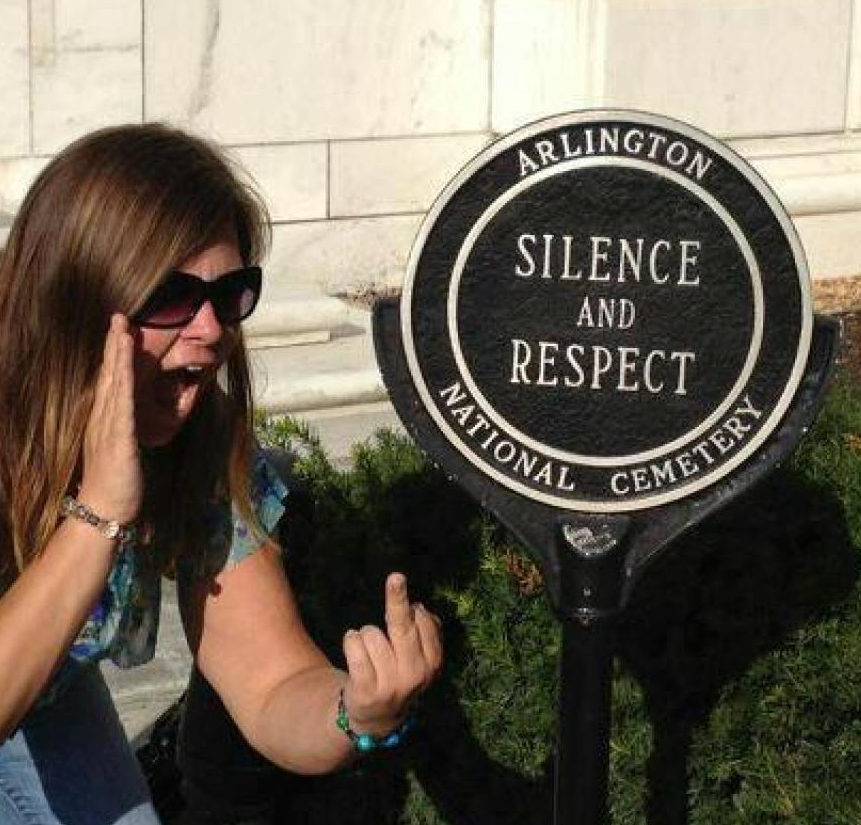 ARLINGTON
SILENCE
AND
RESPECT
NATIONAL CEMETERY